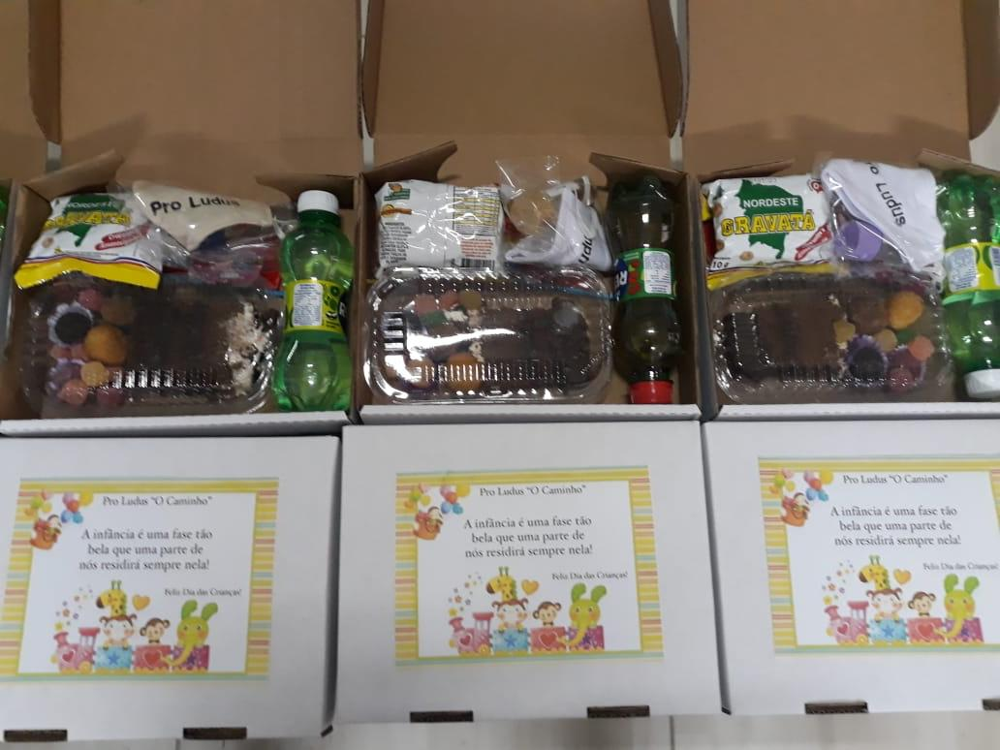 NORDESTE
GRAVATÁ
Pro Ludus
Pro Ludus "O Caminho"
A infância é uma fase tão
bela que uma parte de
nós residirá sempre nela!
Feliz Dia das Crianças!
Pro Ludus "O Caminho"
A infância é uma fase tão
bela que uma parte de
nós residirá sempre nela!
Feliz Dia das Crianças!
NORDESTE
GRAVATÁ
Ludus
Pro Ludus "O Caminho"
A infância é uma fase tão
bela que uma parte de
nós residirá sempre nela!
Feliz Dia das Crianças!